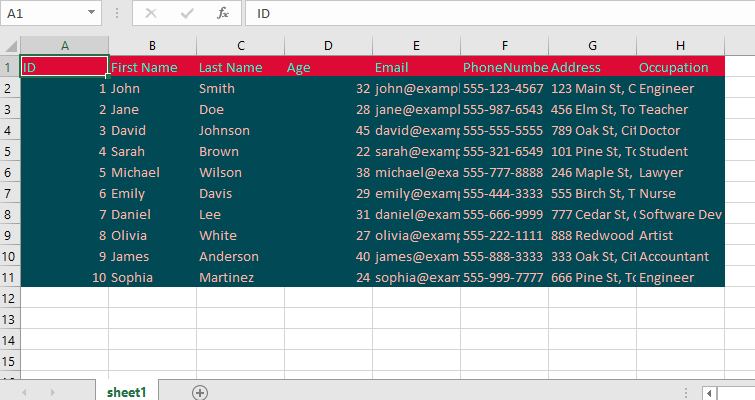 A1 fx ID
A B C D E F G H
1 ID First Name Last Name Age Email PhoneNumbe Address Occupation
2 1 John Smith 32 john@exampl 555-123-4567 123 Main St, C Engineer
3 2 Jane Doe 28 jane@exampl 555-987-6543 456 Elm St, To Teacher
4 3 David Johnson 45 david@exam 555-555-5555 789 Oak St, Cit Doctor
5 4 Sarah Brown 22 sarah@exam 555-321-6549 101 Pine St, To Student
6 5 Michael Wilson 38 michael@exa 555-777-8888 246 Maple St, Lawyer
7 6 Emily Davis 29 emily@exam 555-444-3333 555 Birch St, T Nurse
8 7 Daniel Lee 31 daniel@exam 555-666-9999 777 Cedar St, Software Dev
9 8 Olivia White 27 olivia@exam 555-222-1111 888 Redwood Artist
10 9 James Anderson 40 james@exam 555-888-3333 333 Oak St, Cit Accountant
11 10 Sophia Martinez 24 sophia@exam 555-999-7777 666 Pine St, To Engineer
12
13
14
15
sheet1